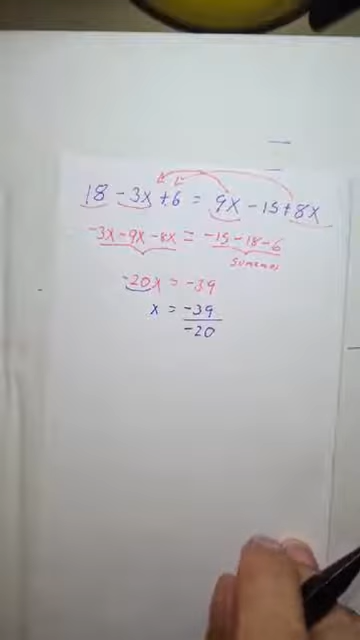 18 - 3x + 6 = 9x - 15 + 8x
-3x - 9x - 8x = -15 - 18 - 6
sumamos
-20x = -39
x = -39
-20